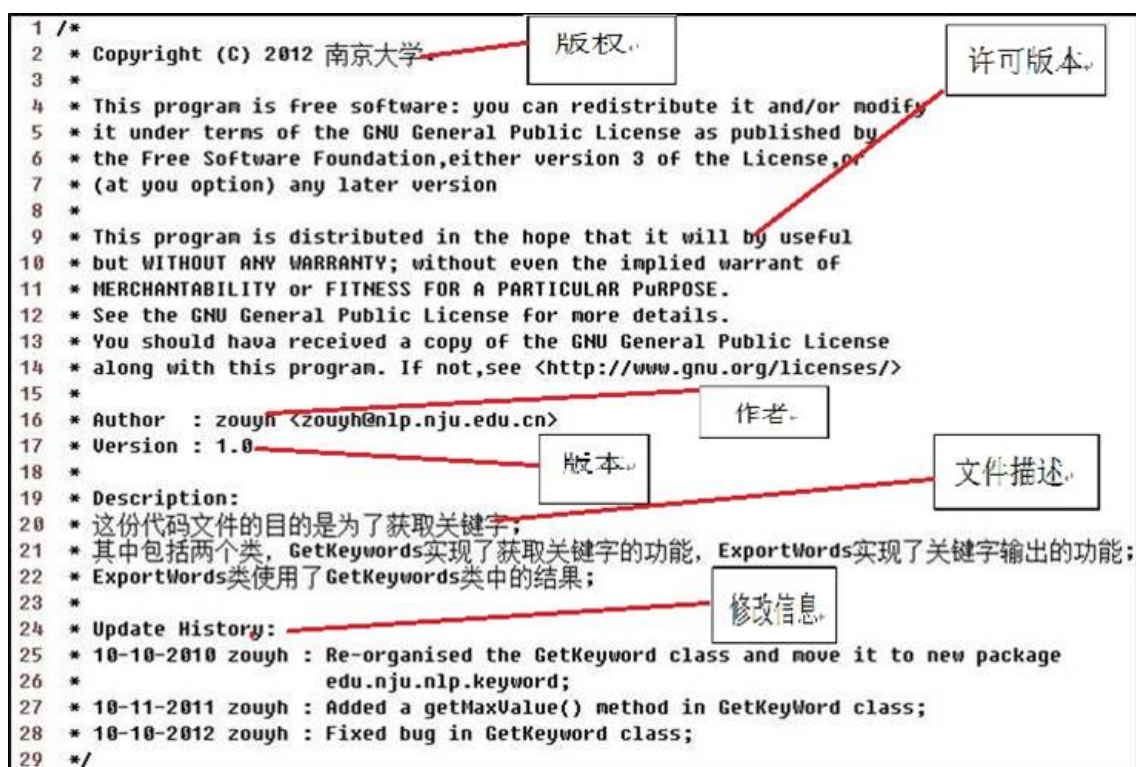 1 /*
2  * Copyright (C) 2012 南京大学.
版权
许可版本
3  *
4  * This program is free software: you can redistribute it and/or modify
5  * it under terms of the GNU General Public License as published by
6  * the Free Software Foundation,either version 3 of the License,or
7  * (at you option) any later version
8  *
9  * This program is distributed in the hope that it will by useful
10  * but WITHOUT ANY WARRANTY; without even the implied warrant of
11  * MERCHANTABILITY or FITNESS FOR A PARTICULAR PuRPOSE.
12  * See the GNU General Public License for more details.
13  * You should hava received a copy of the GNU General Public License
14  * along with this program. If not,see <http://www.gnu.org/licenses/>
15  *
16  * Author  : zouyh <zouyh@nlp.nju.edu.cn>
作者
17  * Version : 1.0
版本
18  *
文件描述
19  * Description:
20  * 这份代码文件的目的是为了获取关键字;
21  * 其中包括两个类, GetKeywords实现了获取关键字的功能, ExportWords实现了关键字输出的功能;
22  * ExportWords类使用了GetKeywords类中的结果;
23  *
修改信息
24  * Update History:
25  * 10-10-2010 zouyh : Re-organised the GetKeyword class and move it to new package
26  *                    edu.nju.nlp.keyword;
27  * 10-11-2011 zouyh : Added a getMaxValue() method in GetKeyWord class;
28  * 10-10-2012 zouyh : Fixed bug in GetKeyword class;
29  */